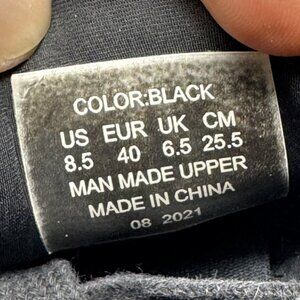 COLOR:BLACK
US EUR UK CM
8.5 40 6.5 25.5
MAN MADE UPPER
MADE IN CHINA
08 2021